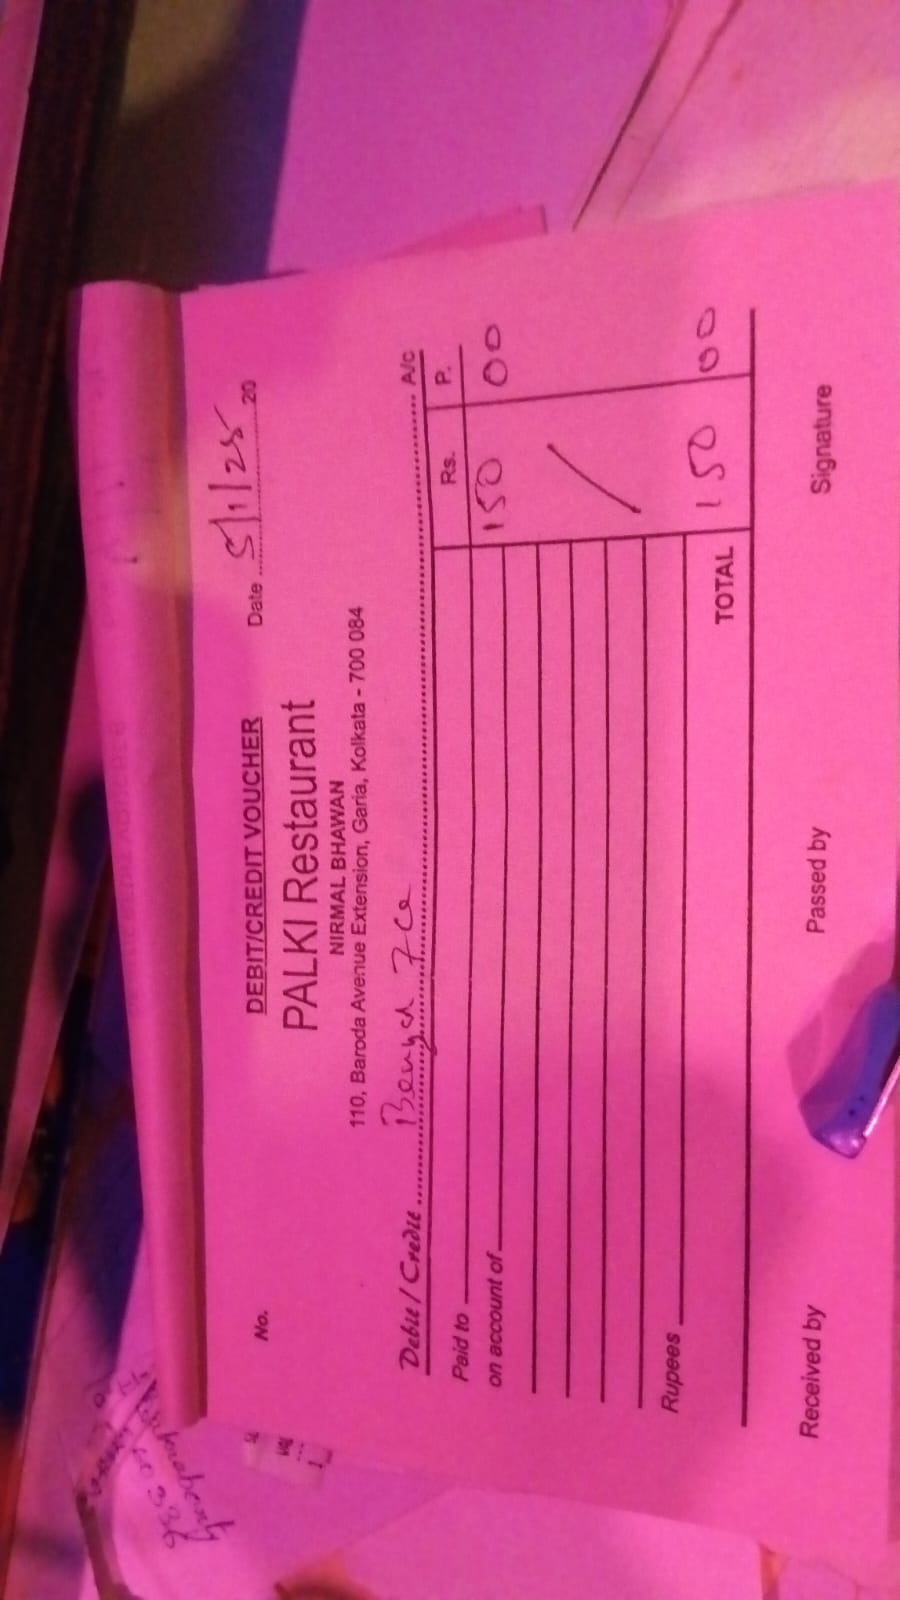 DEBIT/CREDIT VOUCHER
No.
Date 5/1/25 20
PALKI Restaurant
NIRMAL BHAWAN
110, Baroda Avenue Extension, Garia, Kolkata - 700 084
Debit / Credit A/c
Rs. P.
Paid to 150 00
on account of
Rupees
TOTAL 150 00
Received by Passed by Signature